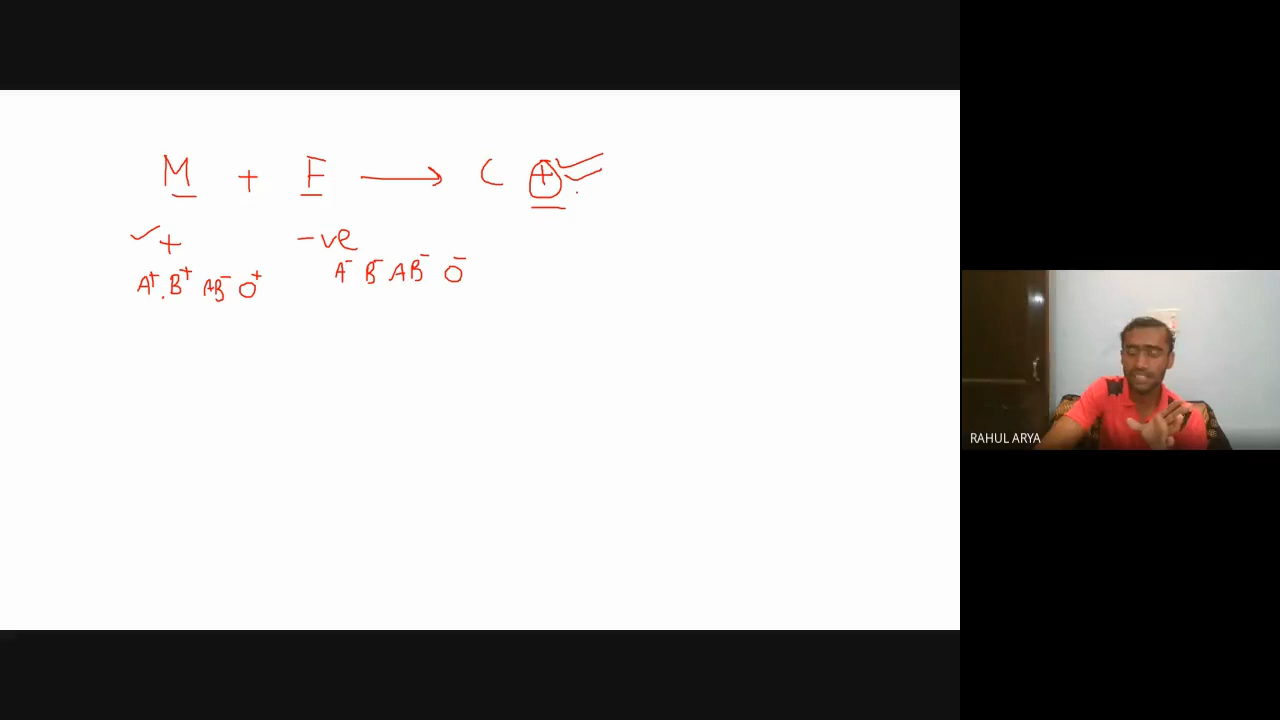 M + F → C +
+ -ve
A⁺ B⁺ AB⁻ O⁺ A⁻ B⁻ AB⁻ O⁻
RAHUL ARYA